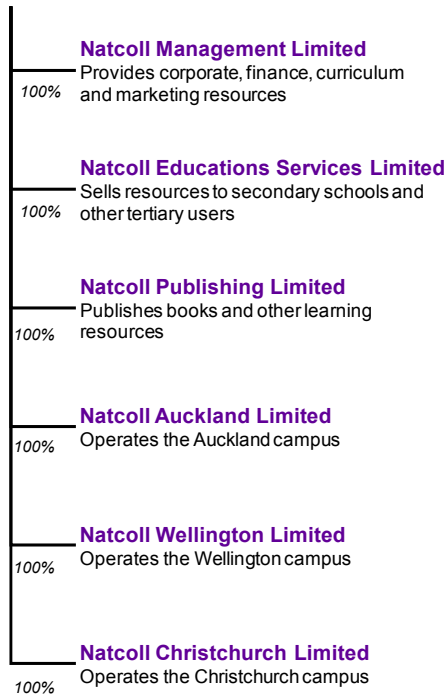 Natcoll Management Limited
Provides corporate, finance, curriculum
100%
and marketing resources
Natcoll Educations Services Limited
Sells resources to secondary schools and
100%
other tertiary users
Natcoll Publishing Limited
Publishes books and other learning
100%
resources
Natcoll Auckland Limited
Operates the Auckland campus
100%
Natcoll Wellington Limited
Operates the Wellington campus
100%
Natcoll Christchurch Limited
Operates the Christchurch campus
100%